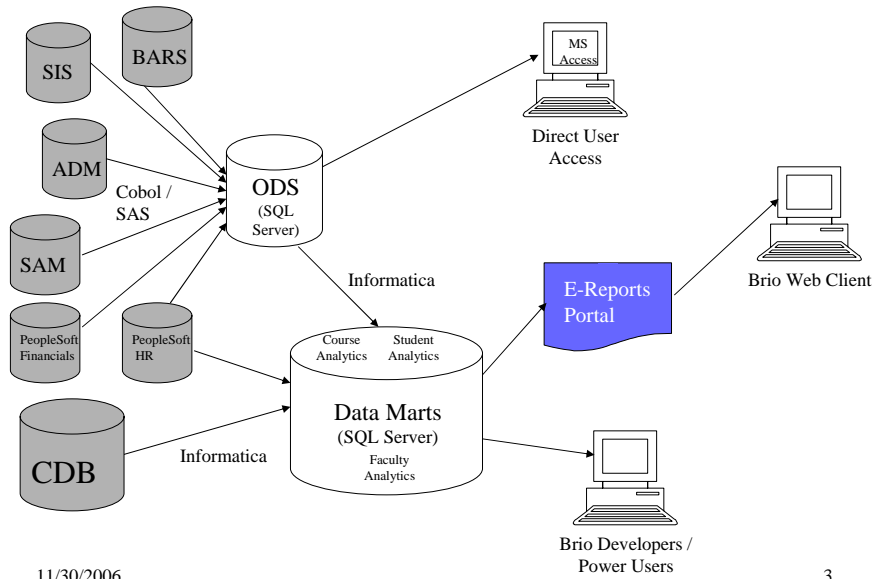 BARS
SIS
MS
Access
Direct User
Access
ADM
Cobol /
SAS
ODS
(SQL
Server)
SAM
Informatica
E-Reports
Portal
Brio Web Client
PeopleSoft
Financials
PeopleSoft
HR
Course
Analytics
Student
Analytics
Data Marts
(SQL Server)
Faculty
Analytics
CDB
Informatica
Brio Developers /
Power Users
11/30/2006
3